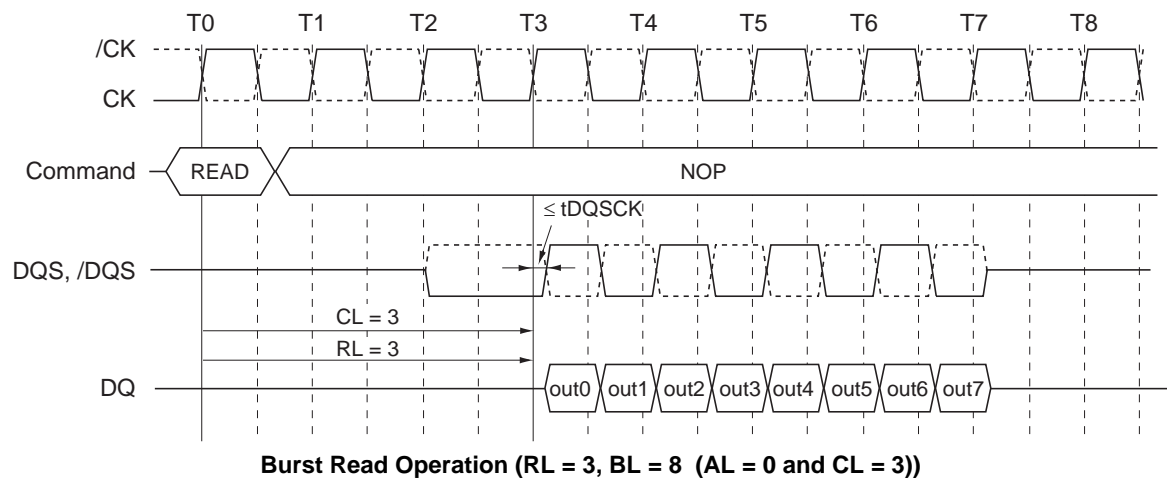 T0 T1 T2 T3 T4 T5 T6 T7 T8
/CK
CK
Command READ NOP
≤ tDQSCK
DQS, /DQS
CL = 3
RL = 3
DQ out0 out1 out2 out3 out4 out5 out6 out7
Burst Read Operation (RL = 3, BL = 8 (AL = 0 and CL = 3))